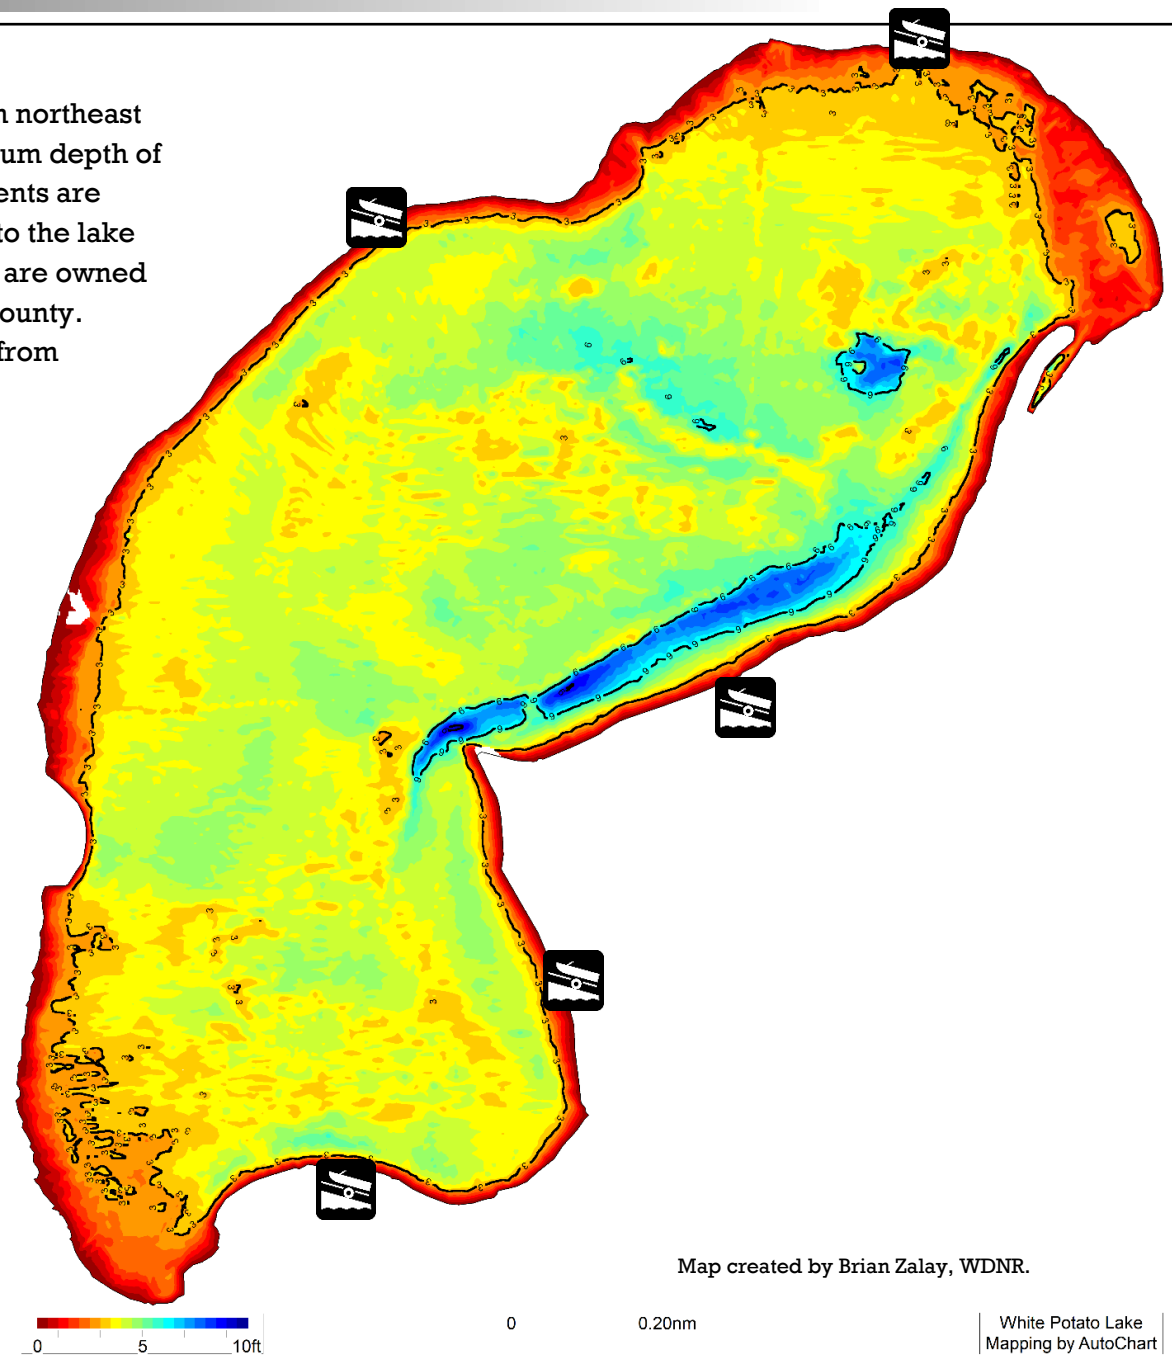 n northeast
um depth of
ents are
to the lake
are owned
ounty.
from
Map created by Brian Zalay, WDNR.
0 5 10ft
0 0.20nm
White Potato Lake
Mapping by AutoChart